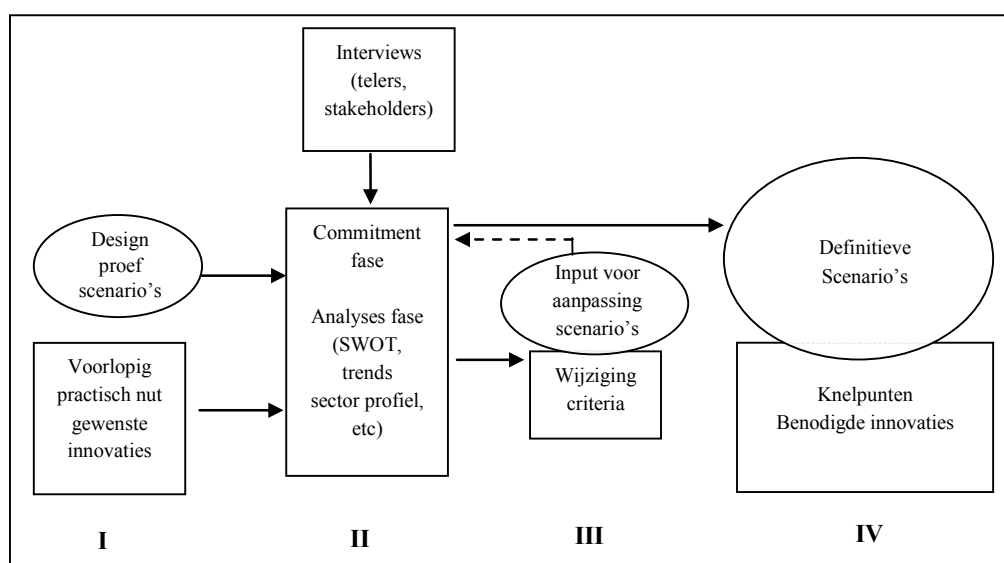 Interviews
(telers,
stakeholders)
Design
proef
scenario’s
Voorlopig
practisch nut
gewenste
innovaties
Commitment
fase
Analyses fase
(SWOT,
trends
sector profiel,
etc)
Input voor
aanpassing
scenario’s
Wijziging
criteria
Definitieve
Scenario’s
Knelpunten
Benodigde innovaties
I
II
III
IV